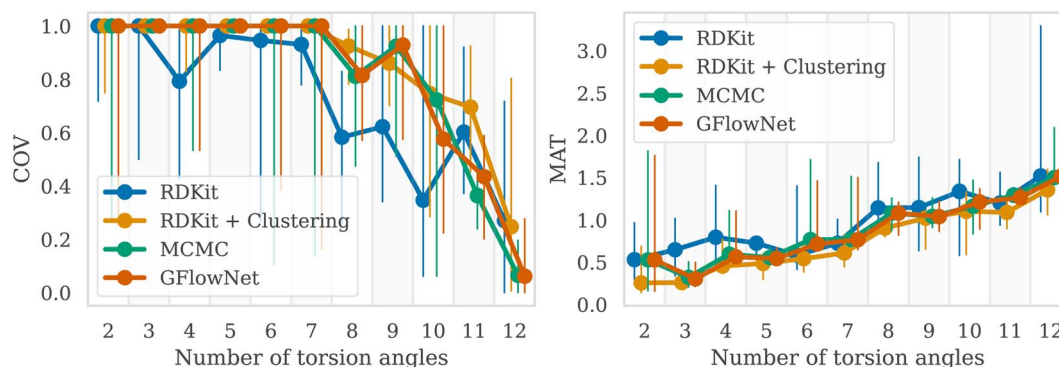 COV
1.0
0.8
0.6
0.4
0.2
0.0
RDKit
RDKit + Clustering
MCMC
GFlowNet
2 3 4 5 6 7 8 9 10 11 12
Number of torsion angles
MAT
3.0
2.5
2.0
1.5
1.0
0.5
0.0
RDKit
RDKit + Clustering
MCMC
GFlowNet
2 3 4 5 6 7 8 9 10 11 12
Number of torsion angles